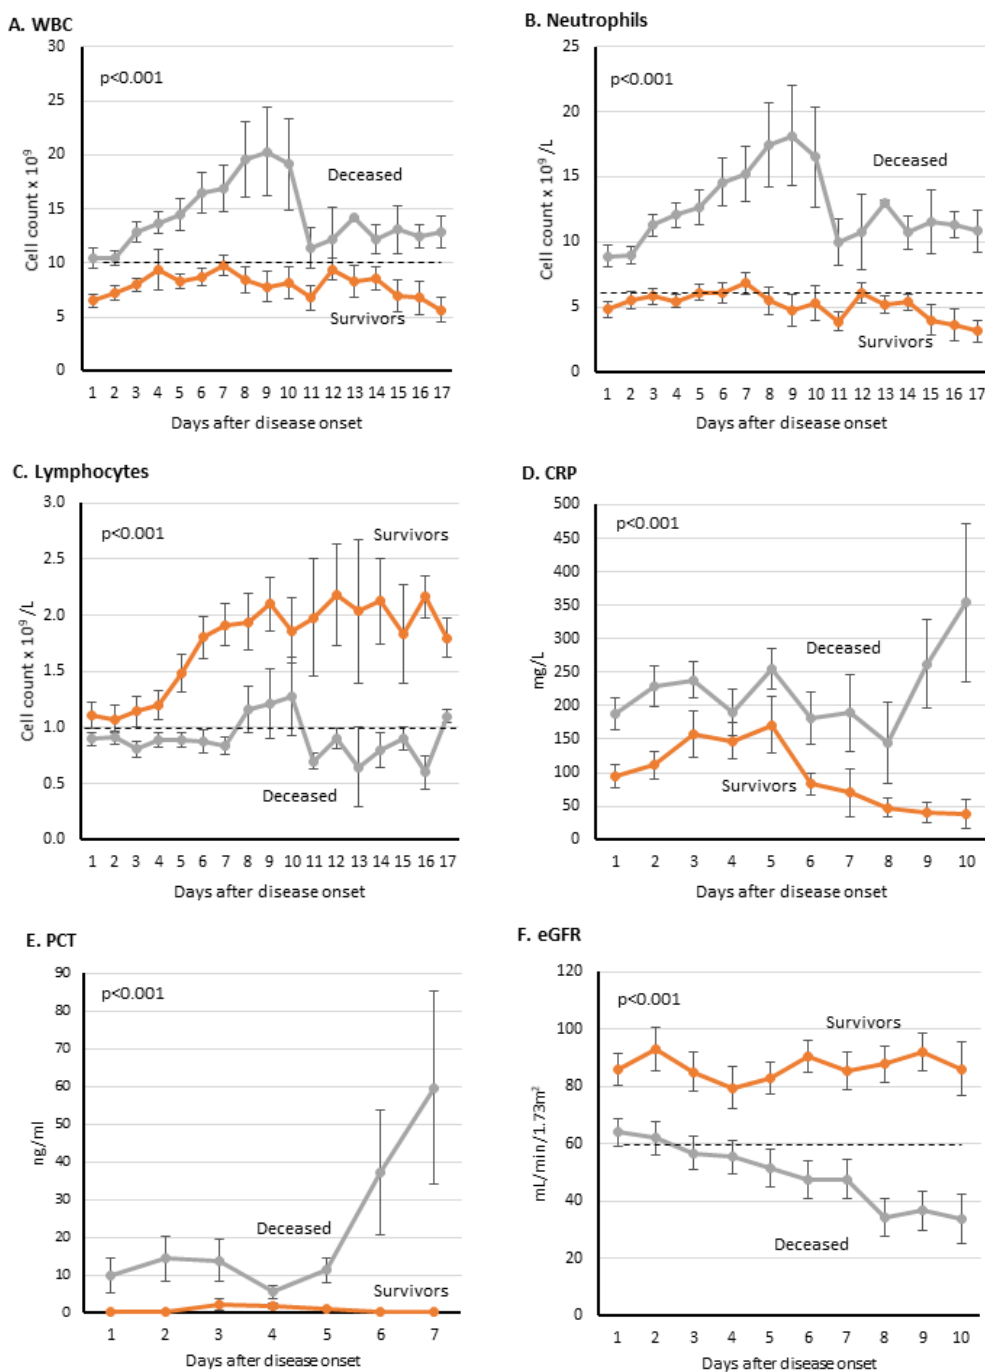 A. WBC
p<0.001
30
25
20
15
10
5
0
Cell count x 10⁹
Deceased
Survivors
1 2 3 4 5 6 7 8 9 10 11 12 13 14 15 16 17
Days after disease onset
B. Neutrophils
p<0.001
25
20
15
10
5
0
Cell count x 10⁹ /L
Deceased
Survivors
1 2 3 4 5 6 7 8 9 10 11 12 13 14 15 16 17
Days after disease onset
C. Lymphocytes
p<0.001
3.0
2.5
2.0
1.5
1.0
0.5
0.0
Cell count x 10⁹ /L
Survivors
Deceased
1 2 3 4 5 6 7 8 9 10 11 12 13 14 15 16 17
Days after disease onset
D. CRP
p<0.001
500
450
400
350
300
250
200
150
100
50
0
mg/L
Deceased
Survivors
1 2 3 4 5 6 7 8 9 10
Days after disease onset
E. PCT
p<0.001
90
80
70
60
50
40
30
20
10
0
ng/ml
Deceased
Survivors
1 2 3 4 5 6 7
Days after disease onset
F. eGFR
p<0.001
120
100
80
60
40
20
0
mL/min/1.73m²
Survivors
Deceased
1 2 3 4 5 6 7 8 9 10
Days after disease onset